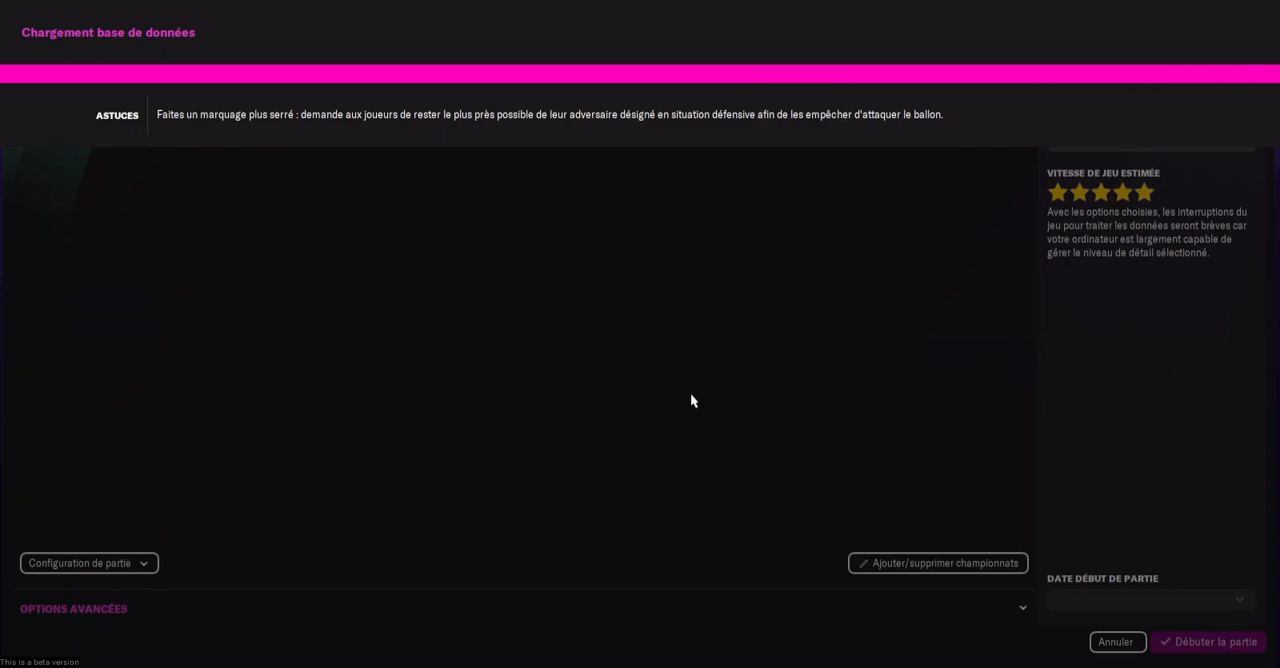 Chargement base de données
ASTUCES
Faites un marquage plus serré : demande aux joueurs de rester le plus près possible de leur adversaire désigné en situation défensive afin de les empêcher d'attaquer le ballon.
VITESSE DE JEU ESTIMÉE
Avec les options choisies, les interruptions du
jeu pour traiter les données seront brèves car
votre ordinateur est largement capable de
gérer le niveau de détail sélectionné.
Configuration de partie
Ajouter/supprimer championnats
DATE DÉBUT DE PARTIE
OPTIONS AVANCÉES
Annuler
Débuter la partie
This is a beta version